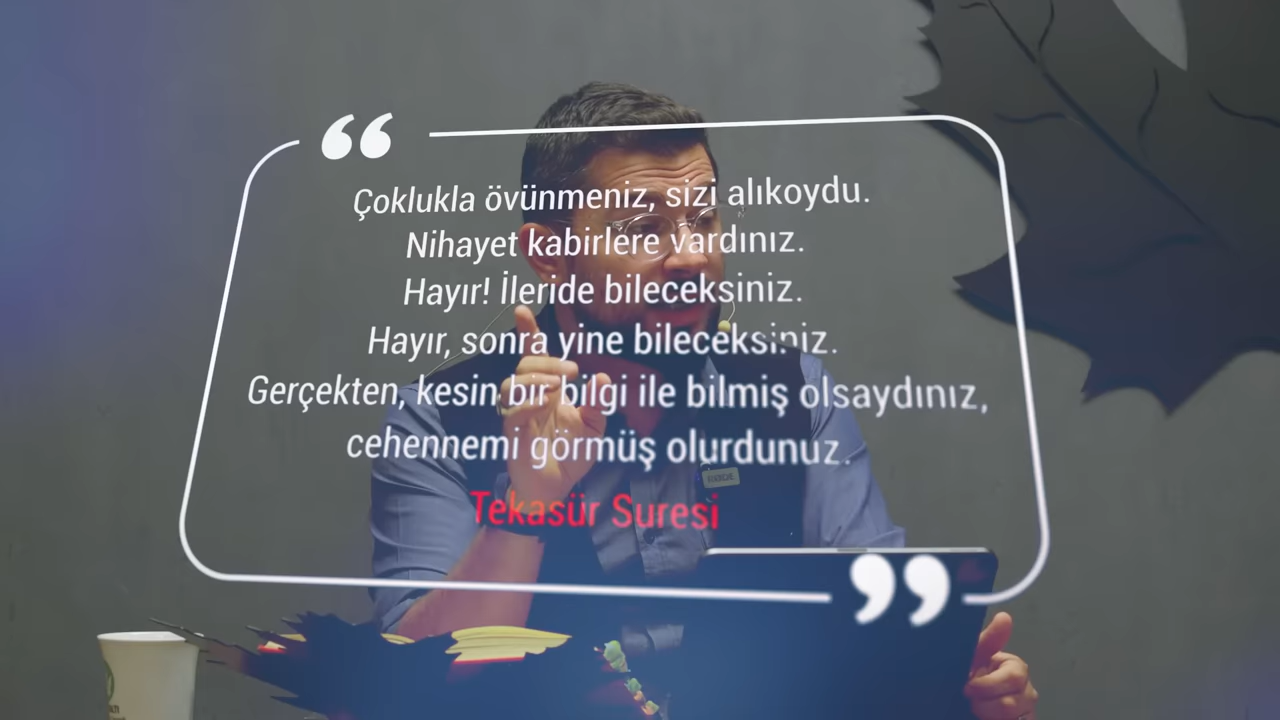 Çoklukla övünmeniz, sizi alıkoydu.
Nihayet kabirlere vardınız.
Hayır! İleride bileceksiniz.
Hayır, sonra yine bileceksiniz.
Gerçekten, kesin bir bilgi ile bilmiş olsaydınız,
cehennemi görmüş olurdunuz.
Tekasür Suresi